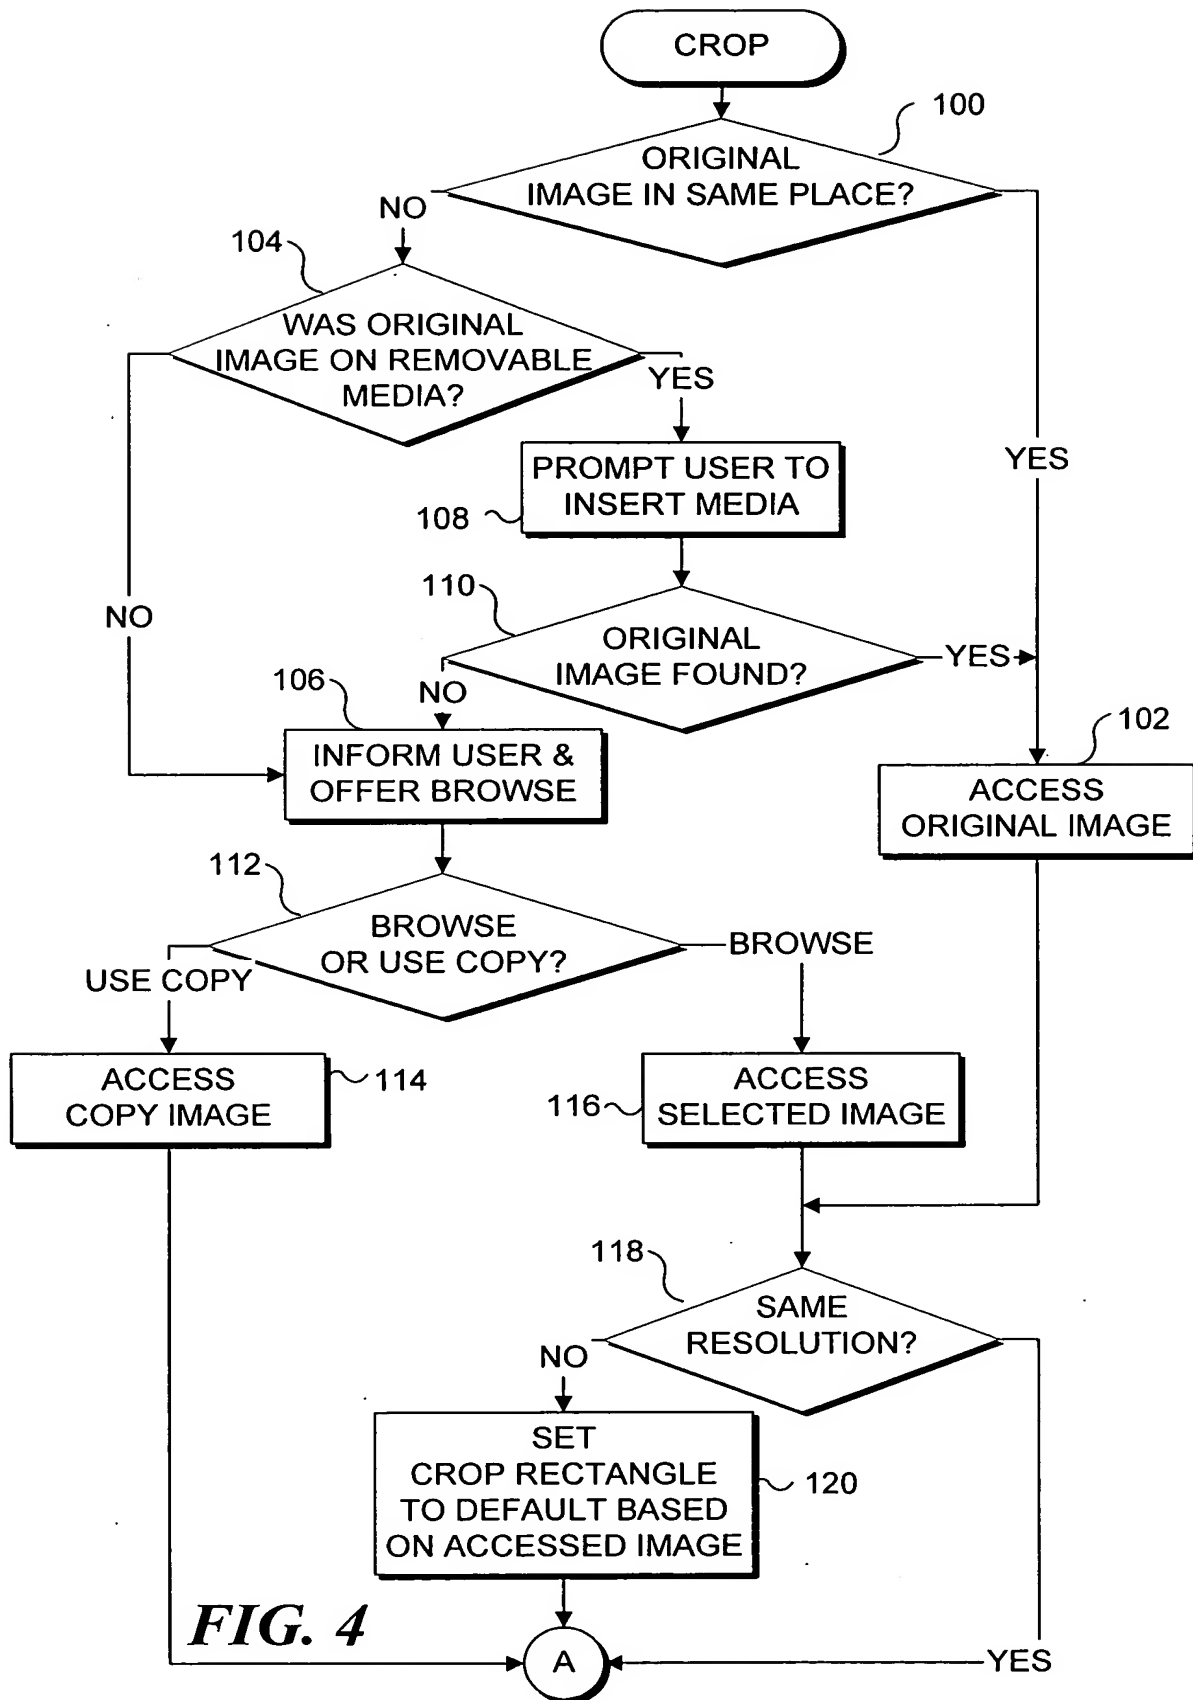 CROP
100
ORIGINAL
IMAGE IN SAME PLACE?
NO
104
WAS ORIGINAL
IMAGE ON REMOVABLE
MEDIA?
YES
YES
PROMPT USER TO
INSERT MEDIA
108
110
NO
ORIGINAL
IMAGE FOUND?
YES
NO
106
INFORM USER &
OFFER BROWSE
102
ACCESS
ORIGINAL IMAGE
112
BROWSE
OR USE COPY?
BROWSE
USE COPY
ACCESS
COPY IMAGE
114
ACCESS
SELECTED IMAGE
116
118
SAME
RESOLUTION?
NO
SET
CROP RECTANGLE
TO DEFAULT BASED
ON ACCESSED IMAGE
120
FIG. 4
A
YES